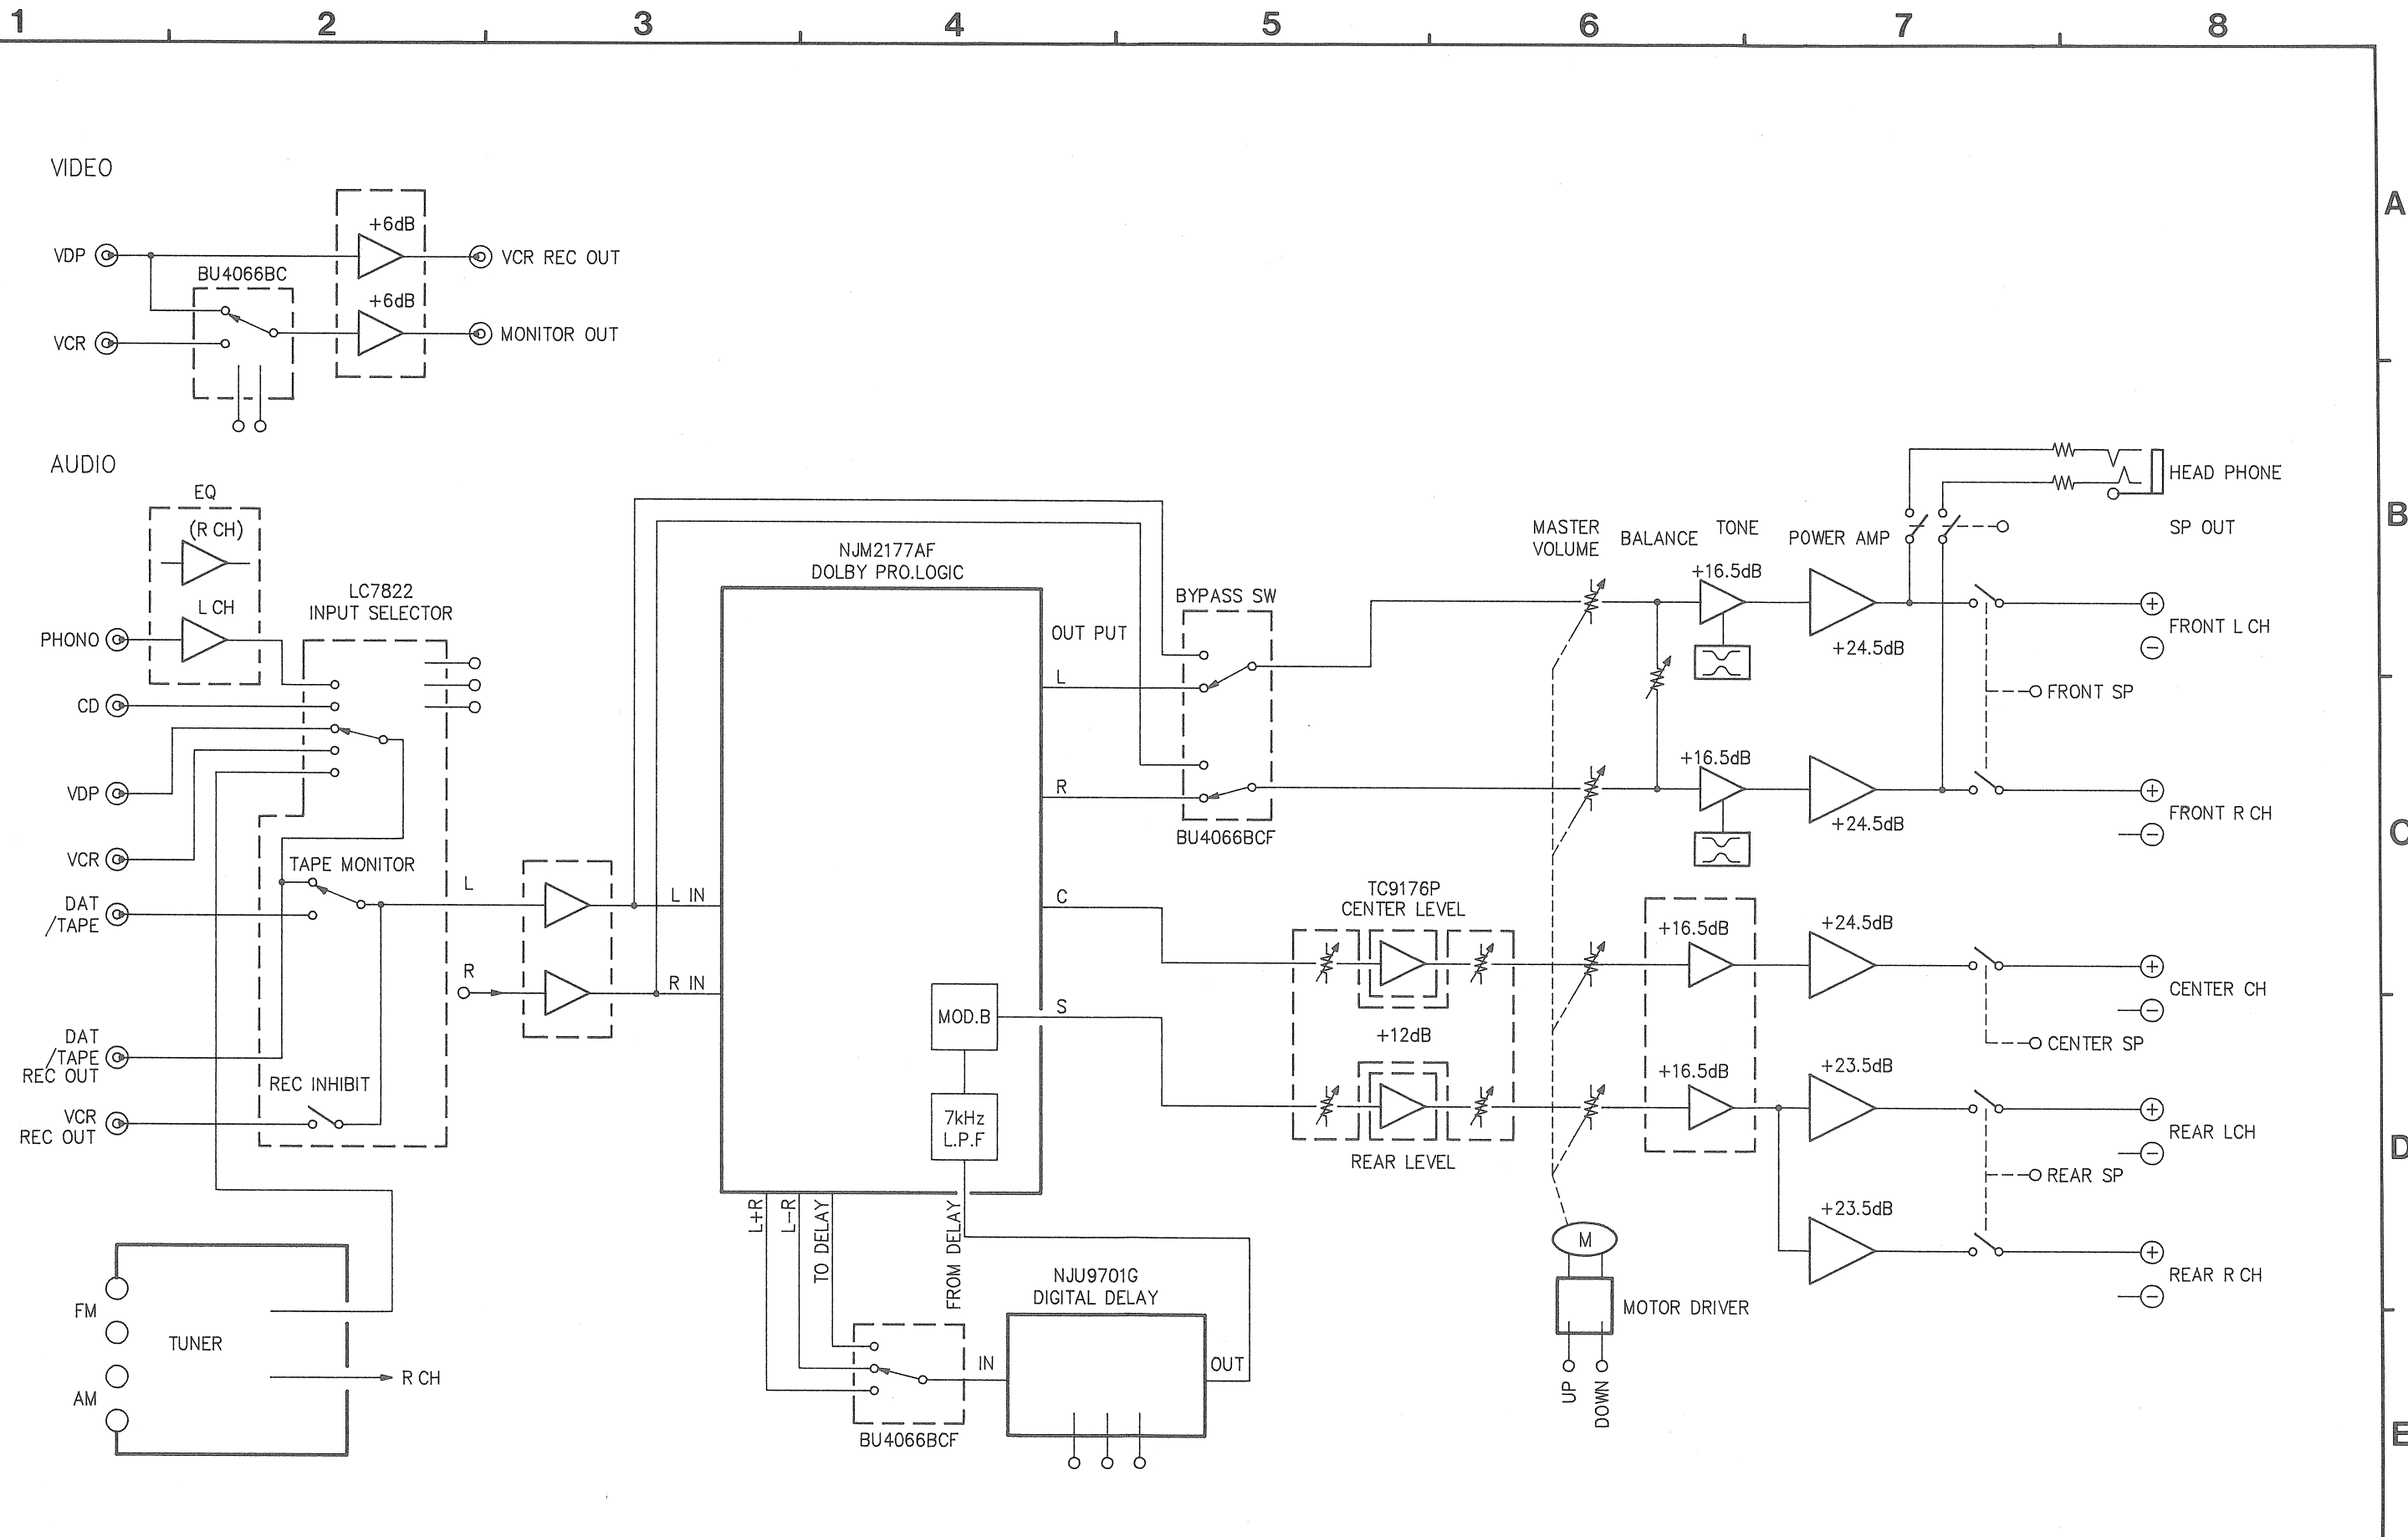 1 2 3 4 5 6 7 8
A
B
C
D
E
VIDEO
VDP
VCR
BU4066BC
+6dB
+6dB
VCR REC OUT
MONITOR OUT
AUDIO
EQ
(R CH)
L CH
PHONO
CD
VDP
VCR
DAT
/TAPE
DAT
/TAPE
REC OUT
VCR
REC OUT
LC7822
INPUT SELECTOR
TAPE MONITOR
REC INHIBIT
L
R
L IN
R IN
FM
AM
TUNER
R CH
NJM2177AF
DOLBY PRO.LOGIC
OUT PUT
L
R
C
S
MOD.B
7kHz
L.P.F
L+R
L-R
TO DELAY
FROM DELAY
BU4066BCF
NJU9701G
DIGITAL DELAY
IN
OUT
BYPASS SW
BU4066BCF
TC9176P
CENTER LEVEL
+12dB
REAR LEVEL
MASTER
VOLUME
BALANCE
TONE
POWER AMP
+16.5dB
+24.5dB
+16.5dB
+24.5dB
+16.5dB
+24.5dB
+16.5dB
+23.5dB
+23.5dB
M
MOTOR DRIVER
UP
DOWN
HEAD PHONE
SP OUT
+
FRONT L CH
−
FRONT SP
+
FRONT R CH
−
+
CENTER CH
−
CENTER SP
+
REAR LCH
−
REAR SP
+
REAR R CH
−